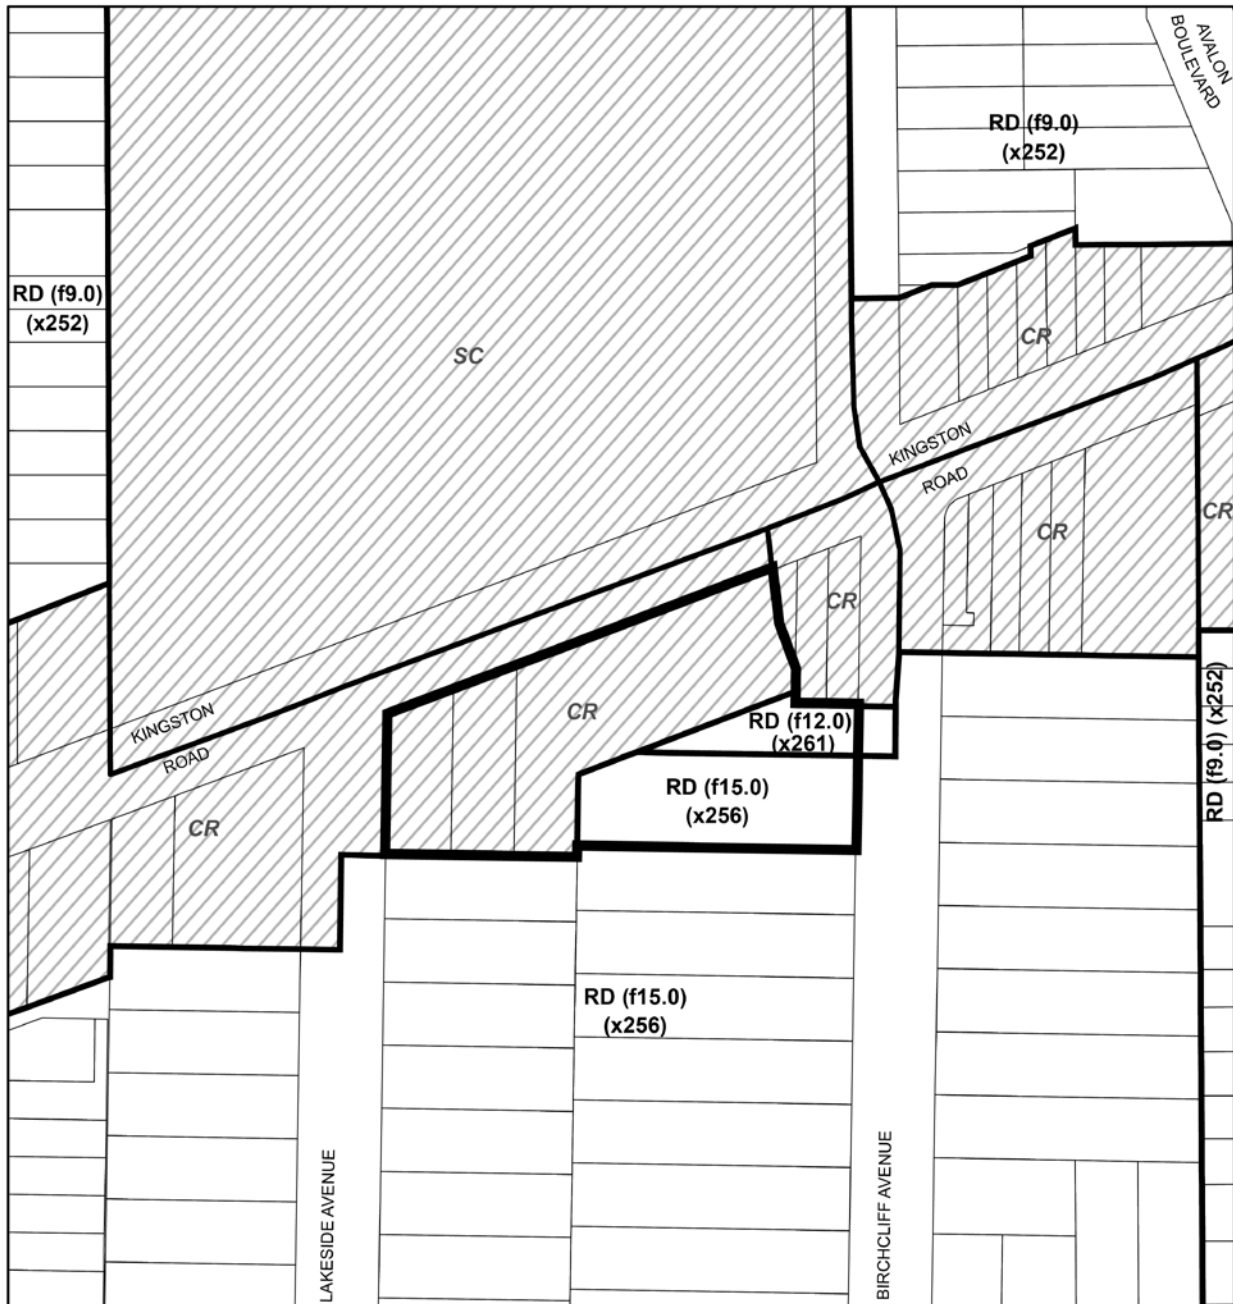 AVALON
BOULEVARD
RD (f9.0)
(x252)
RD (f9.0)
(x252)
SC
CR
KINGSTON
ROAD
CR
CR
CR
RD (f9.0) (x252)
CR
RD (f12.0)
(x261)
KINGSTON
ROAD
RD (f15.0)
(x256)
CR
RD (f15.0)
(x256)
LAKESIDE AVENUE
BIRCHCLIFF AVENUE